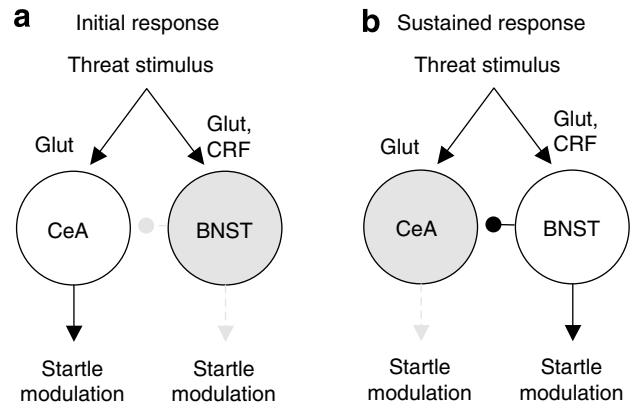 a
Initial response
Threat stimulus
Glut
Glut,
CRF
CeA
BNST
Startle
modulation
Startle
modulation
b
Sustained response
Threat stimulus
Glut
Glut,
CRF
CeA
BNST
Startle
modulation
Startle
modulation